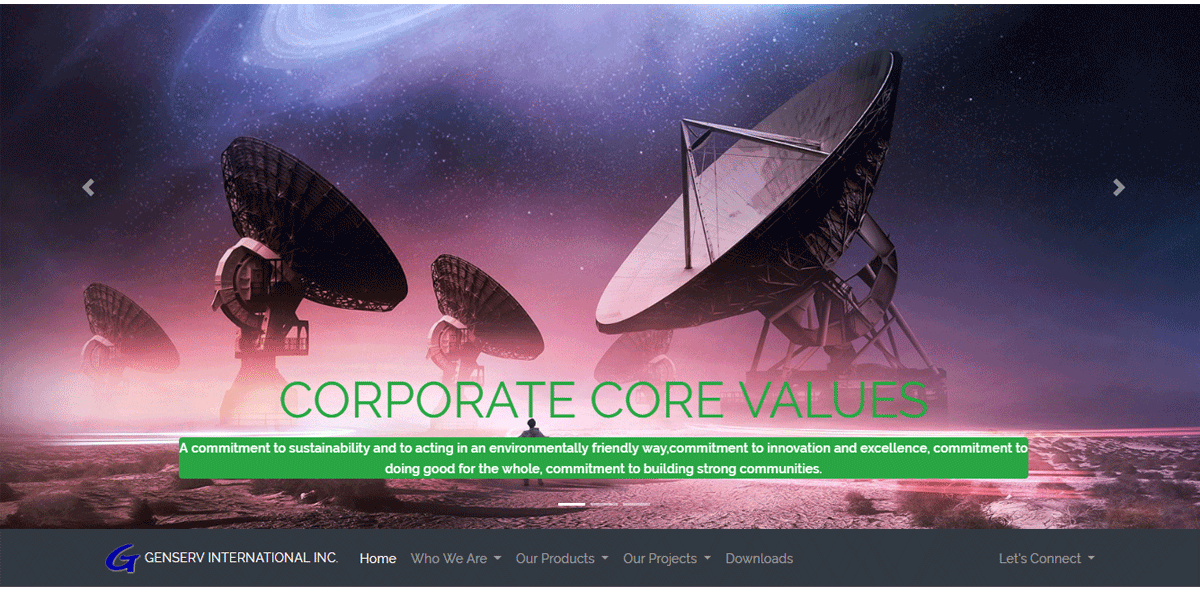 CORPORATE CORE VALUES
A commitment to sustainability and to acting in an environmentally friendly way,commitment to innovation and excellence, commitment to
doing good for the whole, commitment to building strong communities.
G GENSERV INTERNATIONAL INC. Home Who We Are Our Products Our Projects Downloads Let's Connect